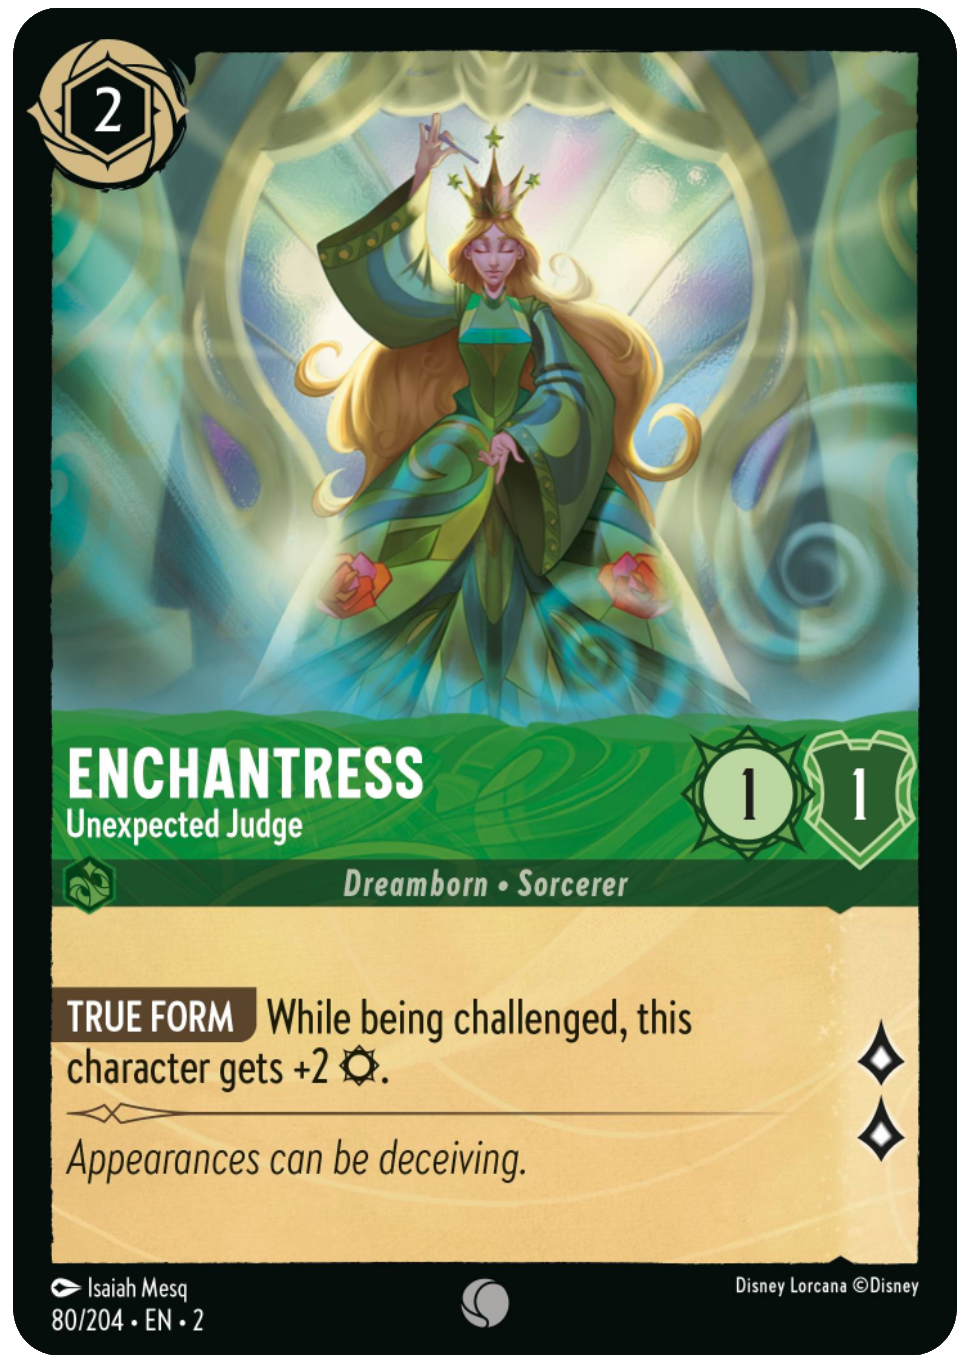 2
ENCHANTRESS
Unexpected Judge
1 1
Dreamborn • Sorcerer
TRUE FORM While being challenged, this
character gets +2 .
Appearances can be deceiving.
Isaiah Mesq
80/204 • EN • 2
Disney Lorcana ©Disney